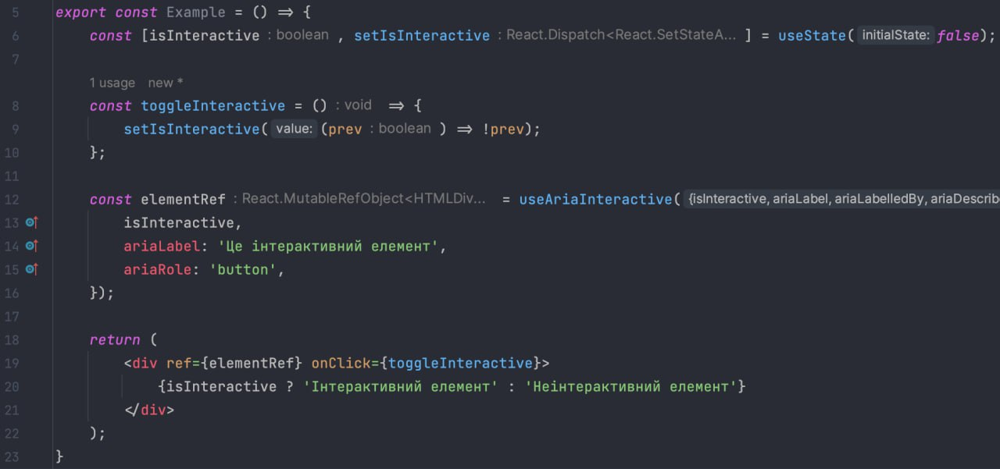 5 export const Example = () => {
6 const [isInteractive : boolean , setIsInteractive : React.Dispatch<React.SetStateA... ] = useState( initialState: false);
7
1 usage new *
8 const toggleInteractive = () : void => {
9 setIsInteractive( value: (prev : boolean ) => !prev);
10 };
11
12 const elementRef : React.MutableRefObject<HTMLDiv... = useAriaInteractive( {isInteractive, ariaLabel, ariaLabelledBy, ariaDescribe
13 isInteractive,
14 ariaLabel: 'Це інтерактивний елемент',
15 ariaRole: 'button',
16 });
17
18 return (
19 <div ref={elementRef} onClick={toggleInteractive}>
20 {isInteractive ? 'Інтерактивний елемент' : 'Неінтерактивний елемент'}
21 </div>
22 );
23 }